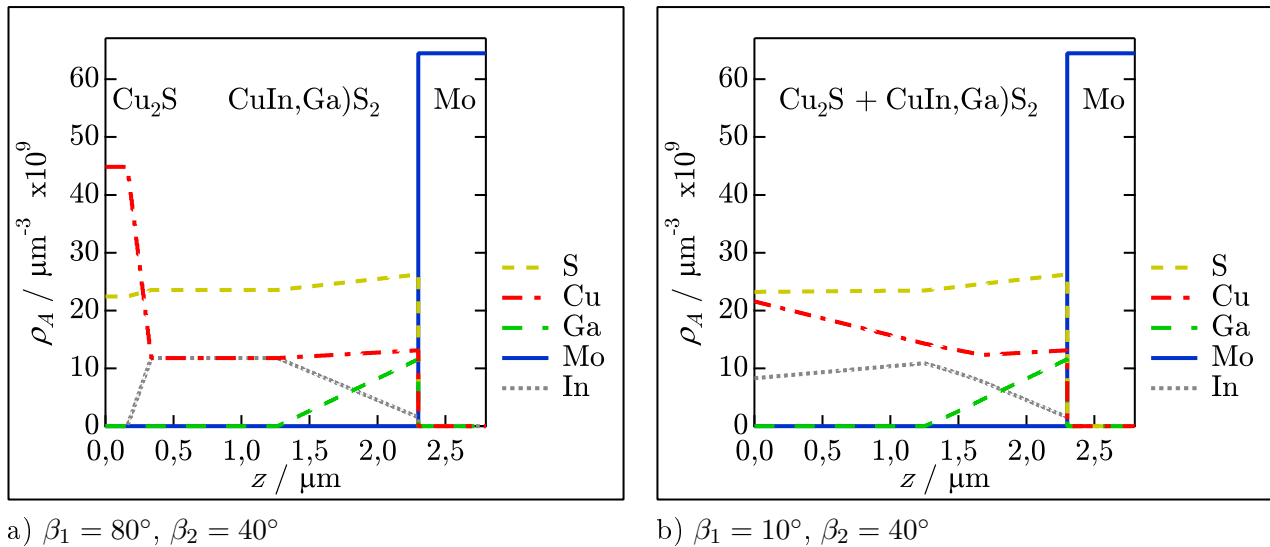 Cu₂S CuIn,Ga)S₂ Mo
60
50
40
30
20
10
0
0,0 0,5 1,0 1,5 2,0 2,5
z / μm
ρ_A / μm⁻³ x10⁹
S
Cu
Ga
Mo
In
a) β₁ = 80°, β₂ = 40°
Cu₂S + CuIn,Ga)S₂ Mo
60
50
40
30
20
10
0
0,0 0,5 1,0 1,5 2,0 2,5
z / μm
ρ_A / μm⁻³ x10⁹
S
Cu
Ga
Mo
In
b) β₁ = 10°, β₂ = 40°